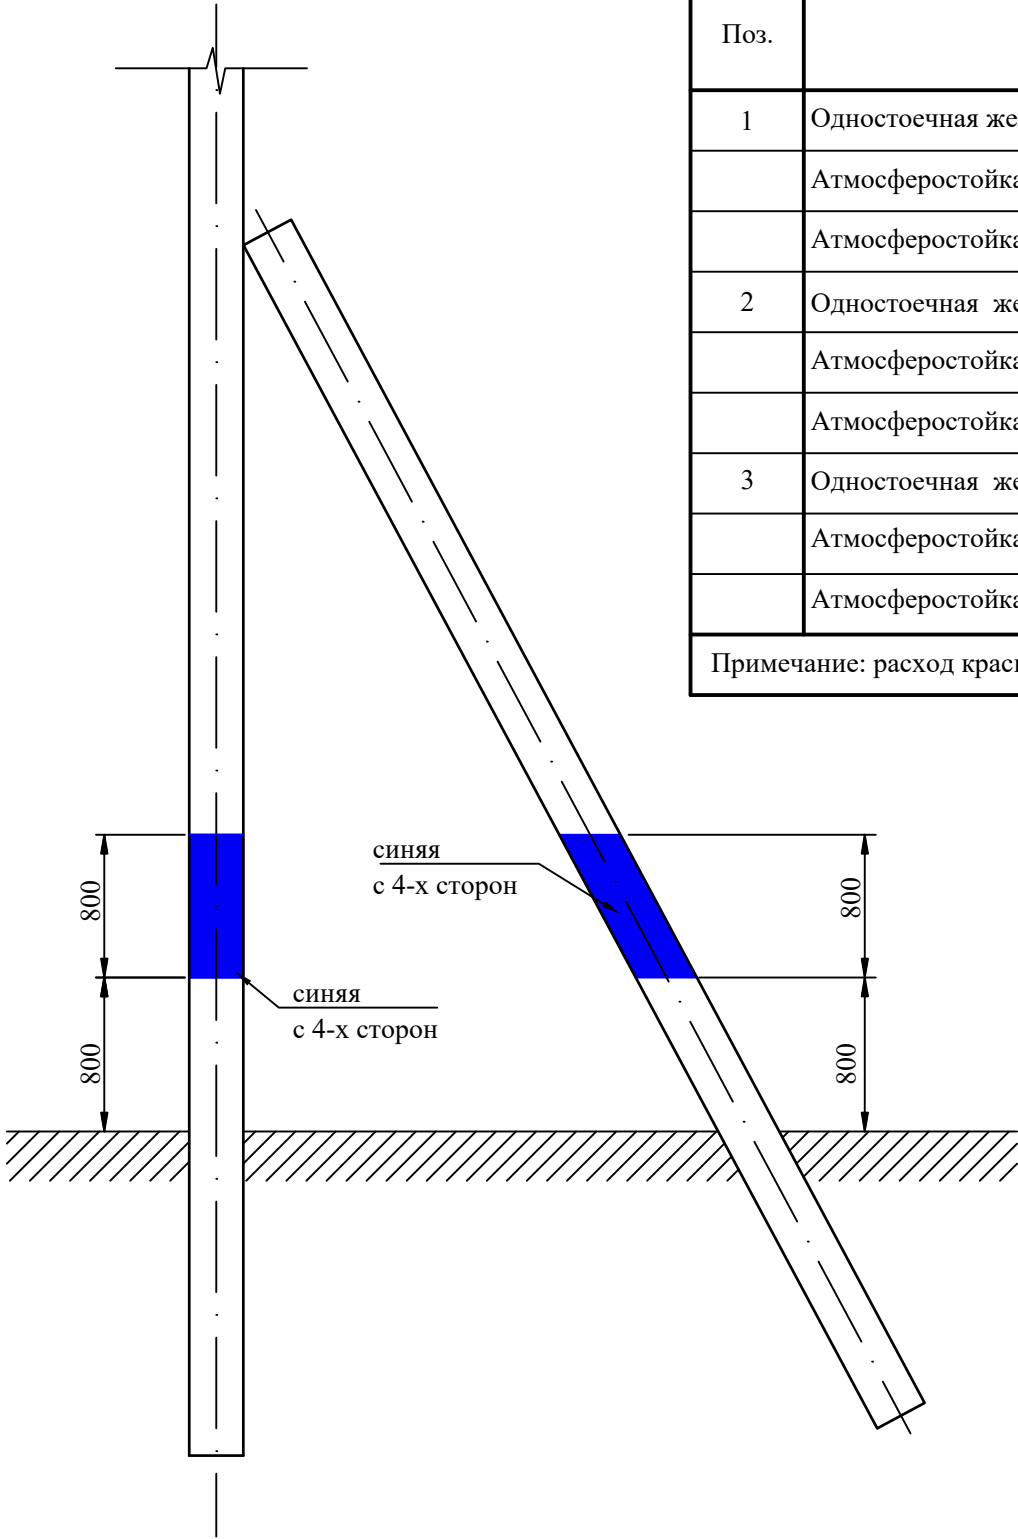 Поз.
1 Одностоечная же
Атмосферостойка
Атмосферостойка
2 Одностоечная же
Атмосферостойка
Атмосферостойка
3 Одностоечная же
Атмосферостойка
Атмосферостойка
Примечание: расход крас
синяя
с 4-х сторон
800
800
синяя
с 4-х сторон
800
800